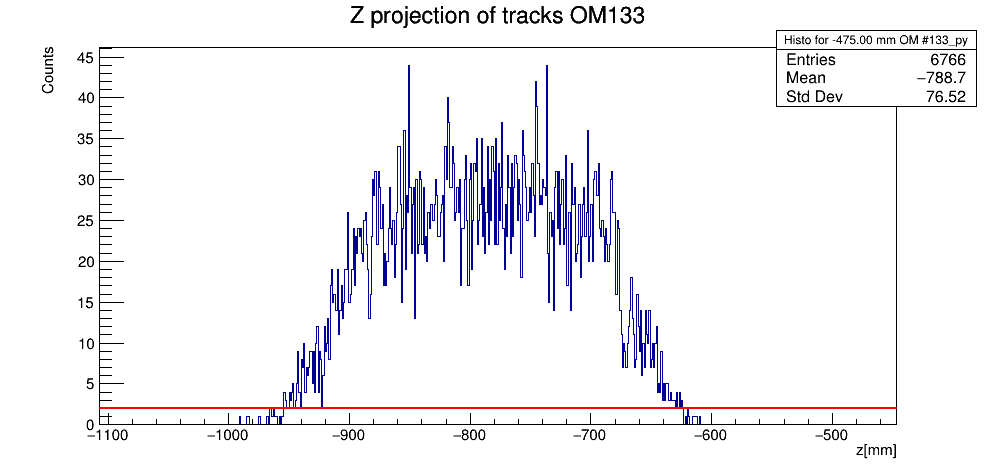 Z projection of tracks OM133
Histo for -475.00 mm OM #133_py
Entries 6766
Mean −788.7
Std Dev 76.52
Counts
45
40
35
30
25
20
15
10
5
0
−1100 −1000 −900 −800 −700 −600 −500
z[mm]